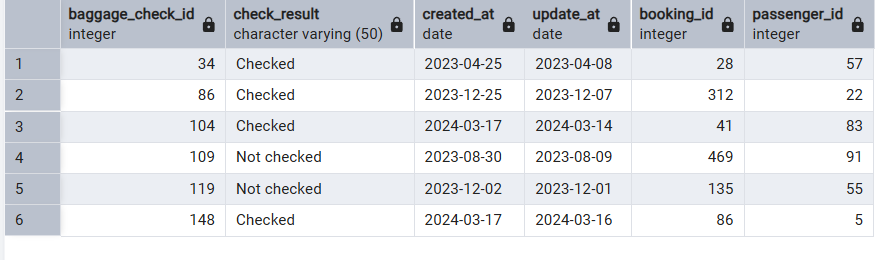 baggage_check_id check_result created_at update_at booking_id passenger_id
integer character varying (50) date date integer integer
1 34 Checked 2023-04-25 2023-04-08 28 57
2 86 Checked 2023-12-25 2023-12-07 312 22
3 104 Checked 2024-03-17 2024-03-14 41 83
4 109 Not checked 2023-08-30 2023-08-09 469 91
5 119 Not checked 2023-12-02 2023-12-01 135 55
6 148 Checked 2024-03-17 2024-03-16 86 5